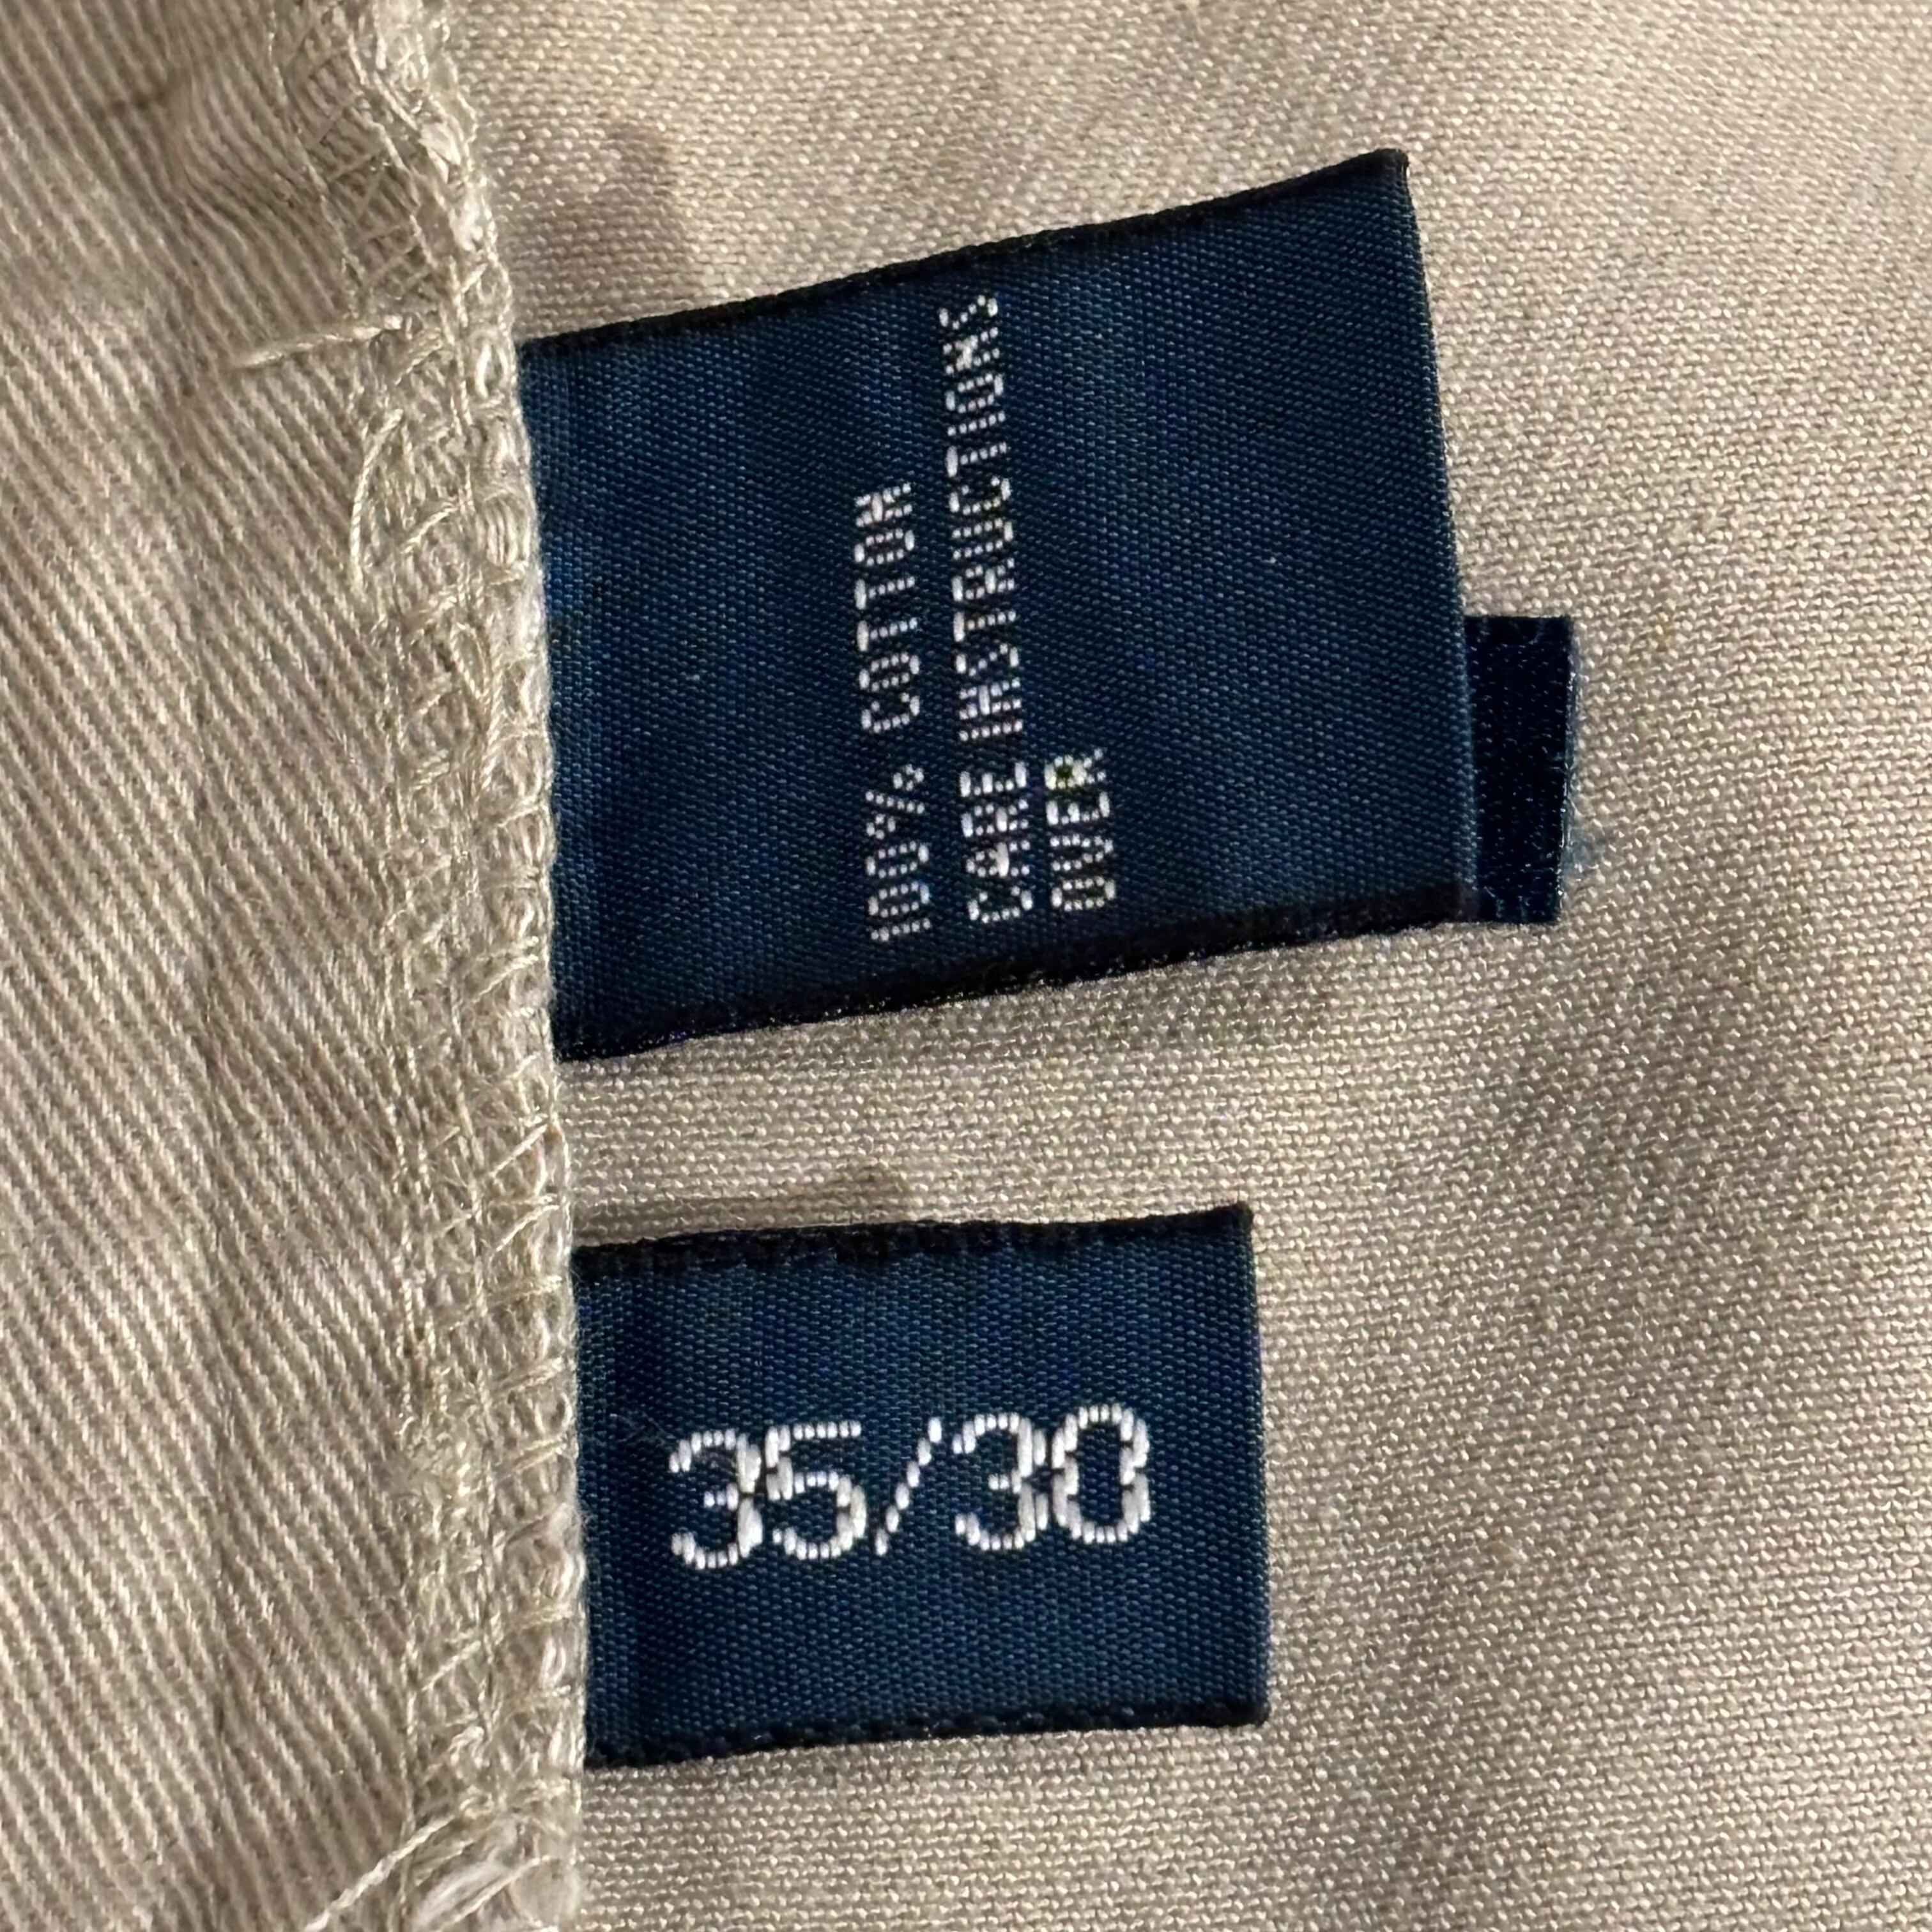 100% COTTON
CARE INSTRUCTIONS
OVER
35/30